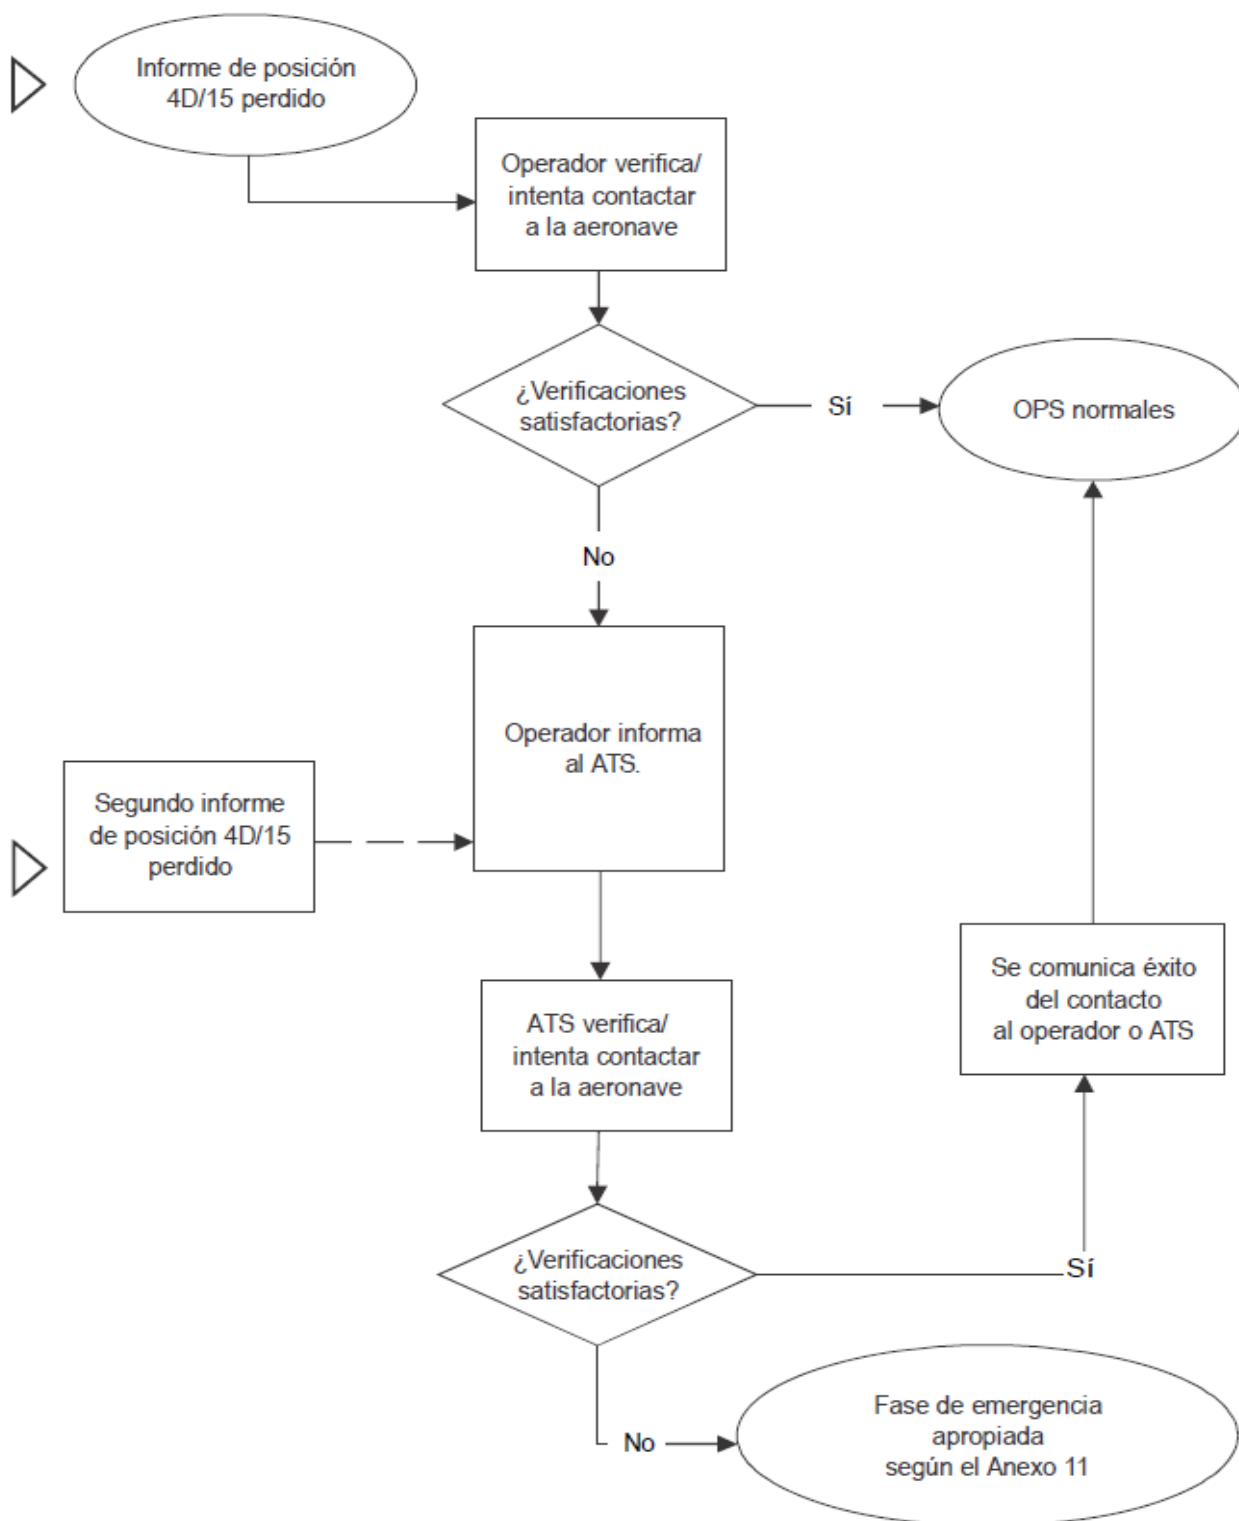 Informe de posición
4D/15 perdido
Operador verifica/
intenta contactar
a la aeronave
¿Verificaciones
satisfactorias?
Sí
OPS normales
No
Operador informa
al ATS.
Segundo informe
de posición 4D/15
perdido
Se comunica éxito
del contacto
al operador o ATS
ATS verifica/
intenta contactar
a la aeronave
¿Verificaciones
satisfactorias?
Sí
No
Fase de emergencia
apropiada
según el Anexo 11